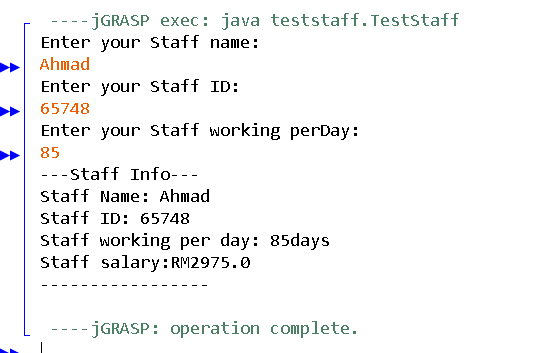 ----jGRASP exec: java teststaff.TestStaff
Enter your Staff name:
Ahmad
Enter your Staff ID:
65748
Enter your Staff working perDay:
85
---Staff Info---
Staff Name: Ahmad
Staff ID: 65748
Staff working per day: 85days
Staff salary:RM2975.0
-----------------
----jGRASP: operation complete.